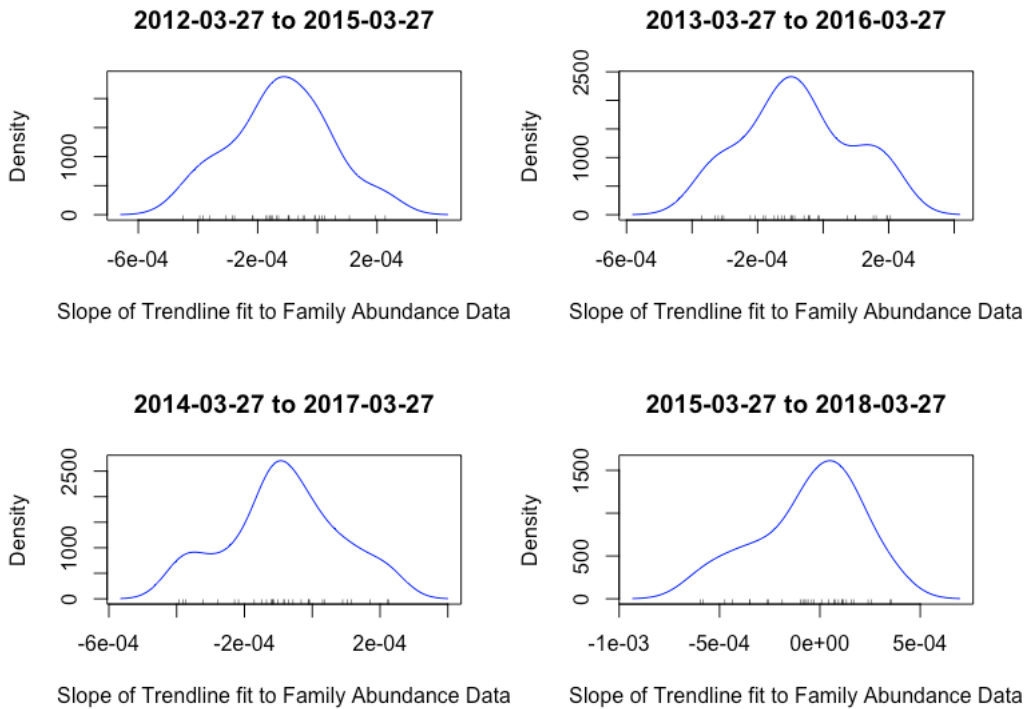 2012-03-27 to 2015-03-27
Density
0
1000
-6e-04
-2e-04
2e-04
Slope of Trendline fit to Family Abundance Data
2013-03-27 to 2016-03-27
Density
0
1000
2500
-6e-04
-2e-04
2e-04
Slope of Trendline fit to Family Abundance Data
2014-03-27 to 2017-03-27
Density
0
1000
2500
-6e-04
-2e-04
2e-04
Slope of Trendline fit to Family Abundance Data
2015-03-27 to 2018-03-27
Density
0
500
1500
-1e-03
-5e-04
0e+00
5e-04
Slope of Trendline fit to Family Abundance Data